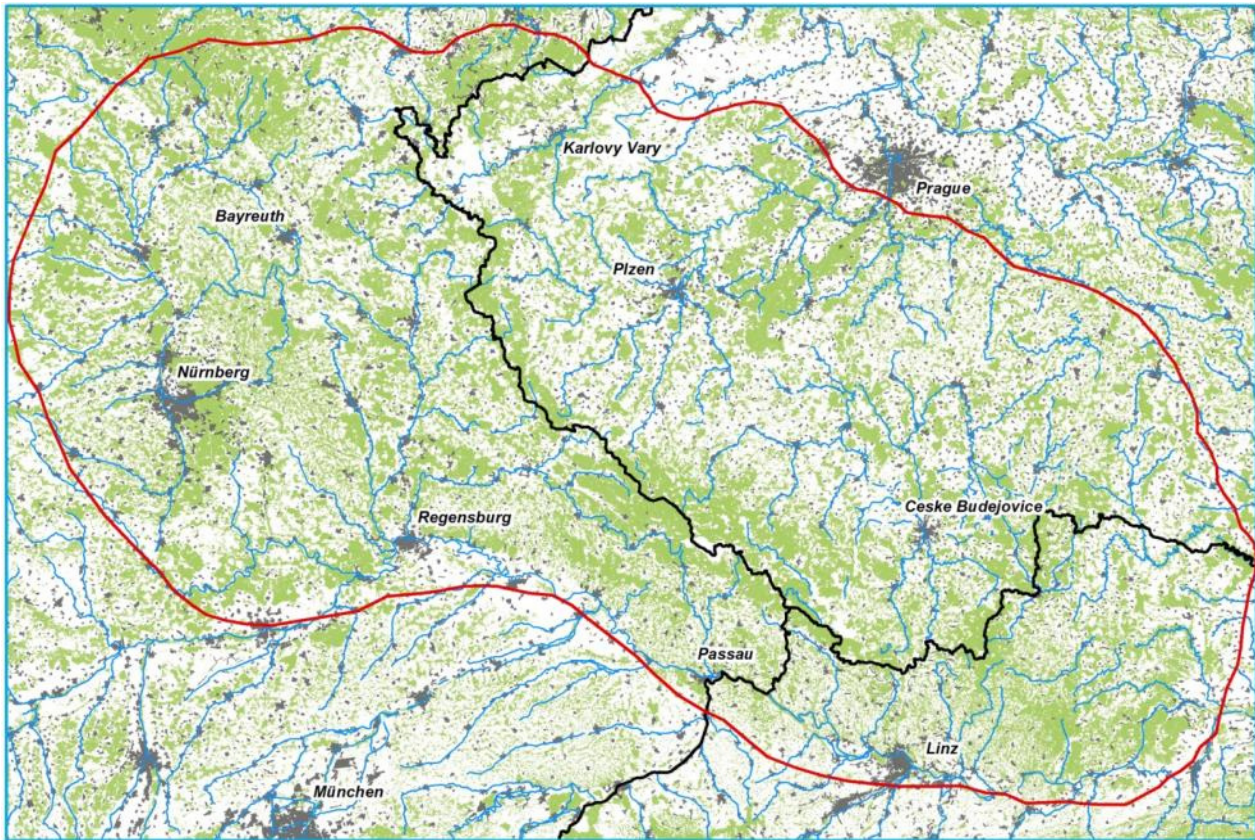 Karlovy Vary
Prague
Bayreuth
Plzen
Nürnberg
Regensburg
Ceske Budejovice
Passau
Linz
München